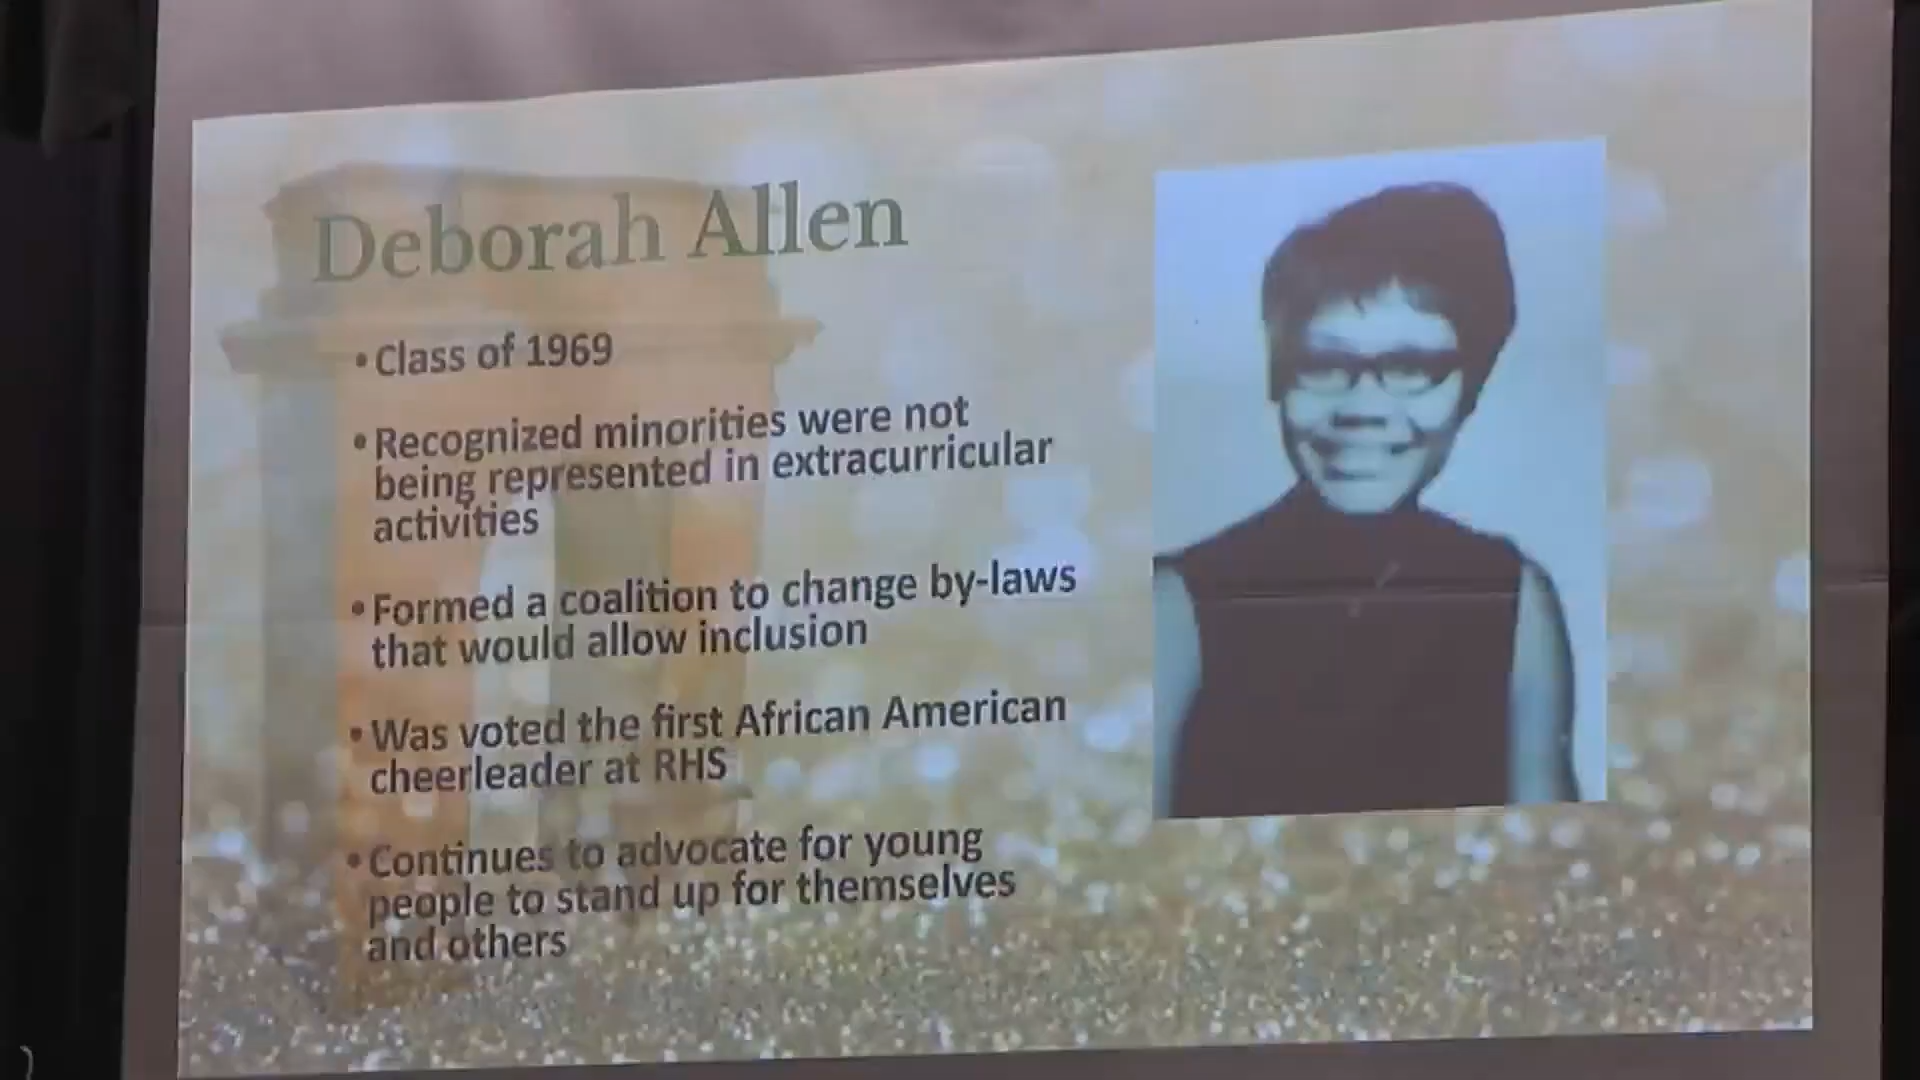 Deborah Allen
• Class of 1969
• Recognized minorities were not
being represented in extracurricular
activities
• Formed a coalition to change by-laws
that would allow inclusion
• Was voted the first African American
cheerleader at RHS
• Continues to advocate for young
people to stand up for themselves
and others